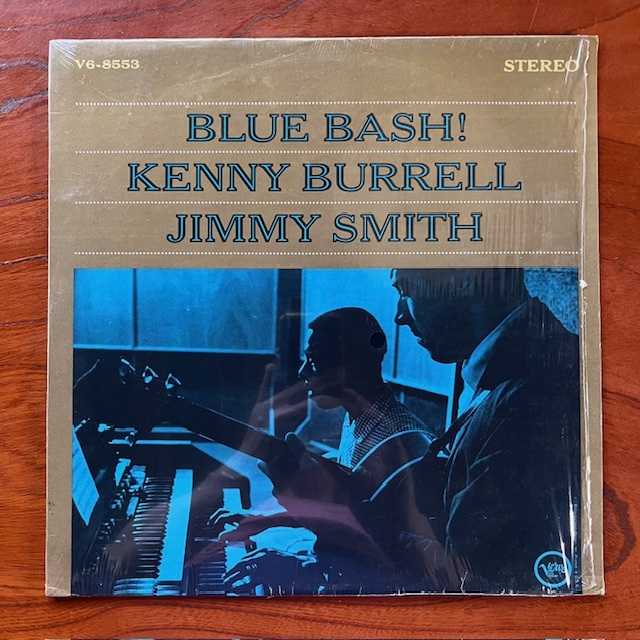 V6-8553
STEREO
BLUE BASH!
KENNY BURRELL
JIMMY SMITH
Verve